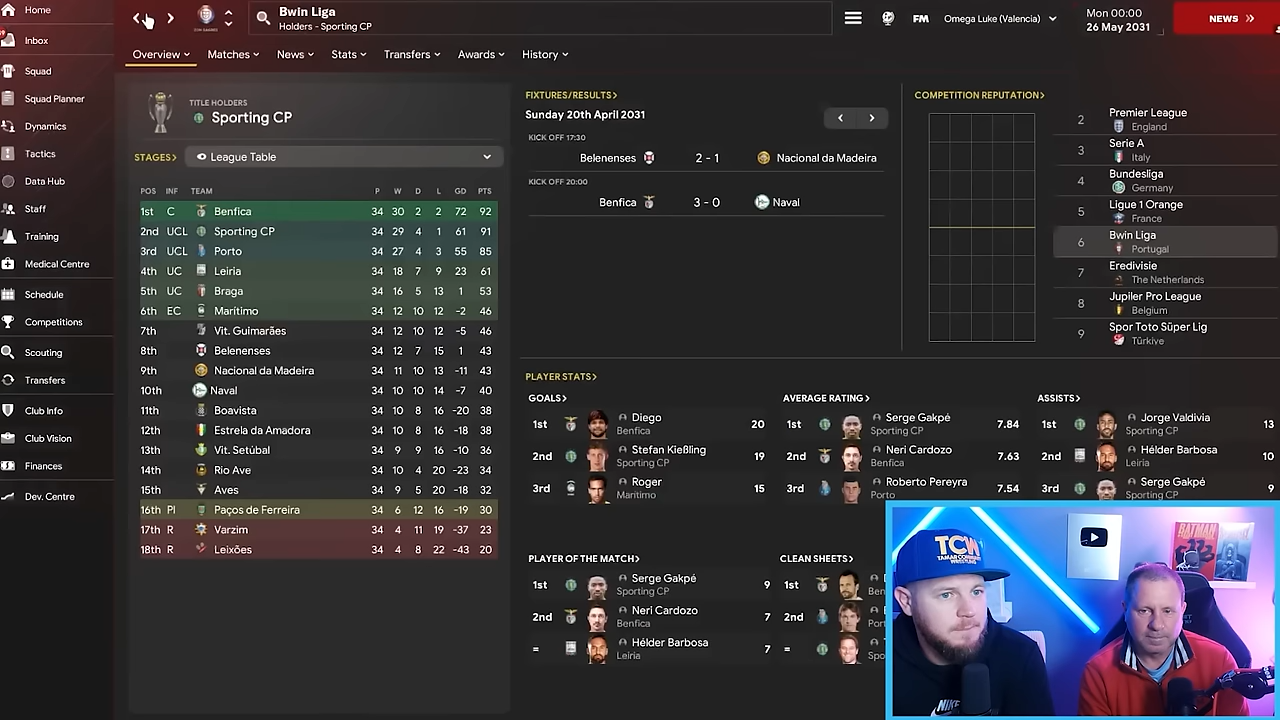 Home
Inbox
Squad
Squad Planner
Dynamics
Tactics
Data Hub
Staff
Training
Medical Centre
Schedule
Competitions
Scouting
Transfers
Club Info
Club Vision
Finances
Dev. Centre
Bwin Liga
Holders - Sporting CP
FM
Omega Luke (Valencia)
Mon 00:00
26 May 2031
NEWS
Overview Matches News Stats Transfers Awards History
TITLE HOLDERS
Sporting CP
STAGES> League Table
POS INF TEAM P W D L GD PTS
1st C Benfica 34 30 2 2 72 92
2nd UCL Sporting CP 34 29 4 1 61 91
3rd UCL Porto 34 27 4 3 55 85
4th UC Leiria 34 18 7 9 23 61
5th UC Braga 34 16 5 13 1 53
6th EC Marítimo 34 12 10 12 -2 46
7th Vit. Guimarães 34 12 10 12 -5 46
8th Belenenses 34 12 7 15 1 43
9th Nacional da Madeira 34 11 10 13 -11 43
10th Naval 34 10 10 14 -7 40
11th Boavista 34 10 8 16 -20 38
12th Estrela da Amadora 34 10 8 16 -18 38
13th Vit. Setúbal 34 9 9 16 -10 36
14th Rio Ave 34 10 4 20 -23 34
15th Aves 34 9 5 20 -18 32
16th Pl Paços de Ferreira 34 6 12 16 -19 30
17th R Varzim 34 4 11 19 -37 23
18th R Leixões 34 4 8 22 -43 20
FIXTURES/RESULTS>
Sunday 20th April 2031
KICK OFF 17:30
Belenenses 2 - 1 Nacional da Madeira
KICK OFF 20:00
Benfica 3 - 0 Naval
COMPETITION REPUTATION>
2 Premier League
England
3 Serie A
Italy
4 Bundesliga
Germany
5 Ligue 1 Orange
France
6 Bwin Liga
Portugal
7 Eredivisie
The Netherlands
8 Jupiler Pro League
Belgium
9 Spor Toto Süper Lig
Türkiye
PLAYER STATS>
GOALS>
1st Diego 20
Benfica
2nd Stefan Kießling 19
Sporting CP
3rd Roger 15
Marítimo
AVERAGE RATING>
1st Serge Gakpé 7.84
Sporting CP
2nd Neri Cardozo 7.63
Benfica
3rd Roberto Pereyra 7.54
Porto
ASSISTS>
1st Jorge Valdivia 13
Sporting CP
2nd Hélder Barbosa 10
Leiria
3rd Serge Gakpé 9
PLAYER OF THE MATCH>
1st Serge Gakpé 9
Sporting CP
2nd Neri Cardozo 7
Benfica
= Hélder Barbosa 7
Leiria
CLEAN SHEETS>
1st
2nd
=
TCW
BATMAN